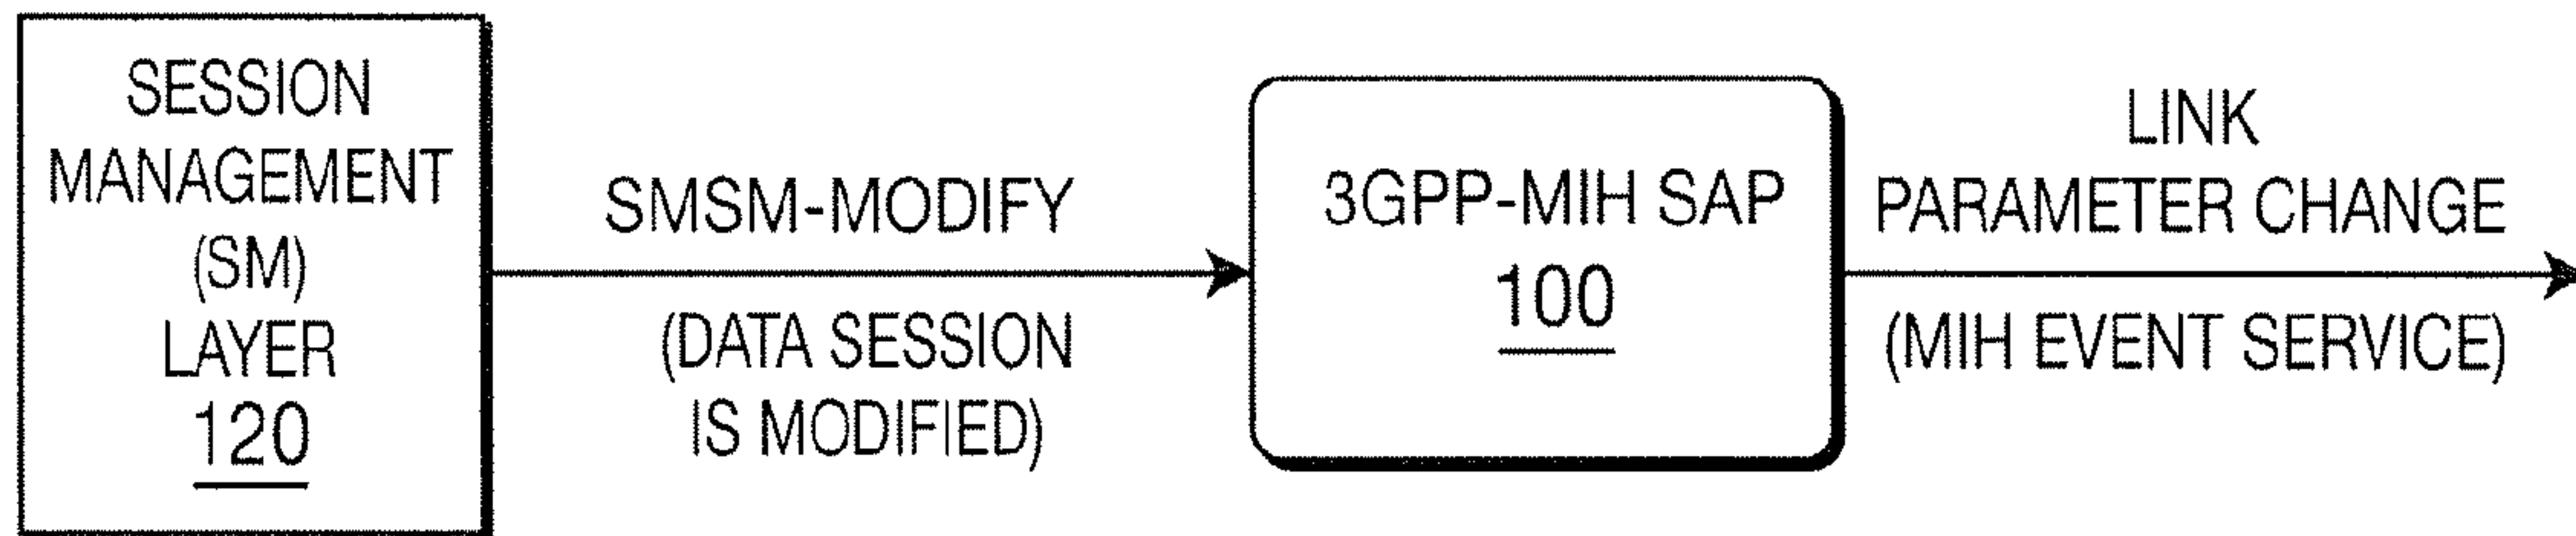 SESSION
MANAGEMENT
(SM)
LAYER
120
SMSM-MODIFY
(DATA SESSION
IS MODIFIED)
3GPP-MIH SAP
100
LINK
PARAMETER CHANGE
(MIH EVENT SERVICE)